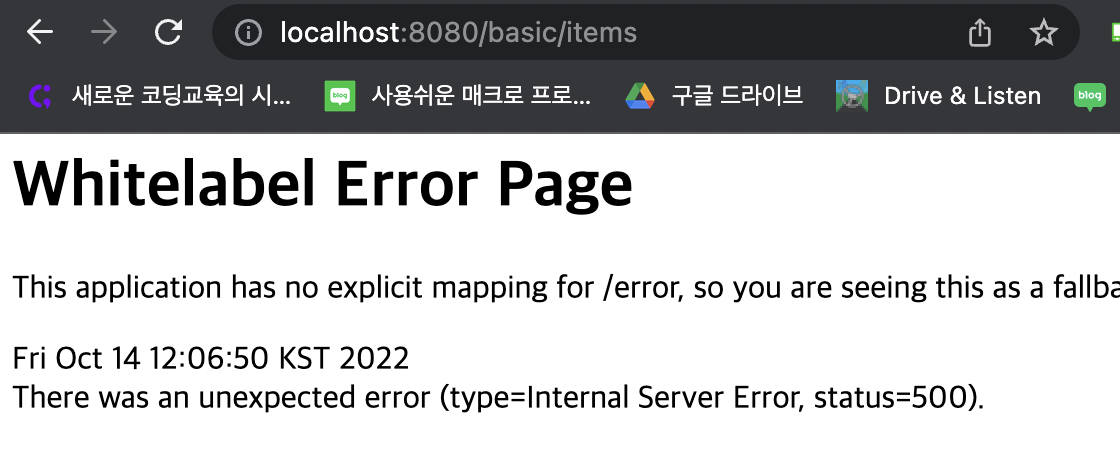 localhost:8080/basic/items
새로운 코딩교육의 시... blog 사용쉬운 매크로 프로... 구글 드라이브 Drive & Listen blog
Whitelabel Error Page
This application has no explicit mapping for /error, so you are seeing this as a fallba
Fri Oct 14 12:06:50 KST 2022
There was an unexpected error (type=Internal Server Error, status=500).